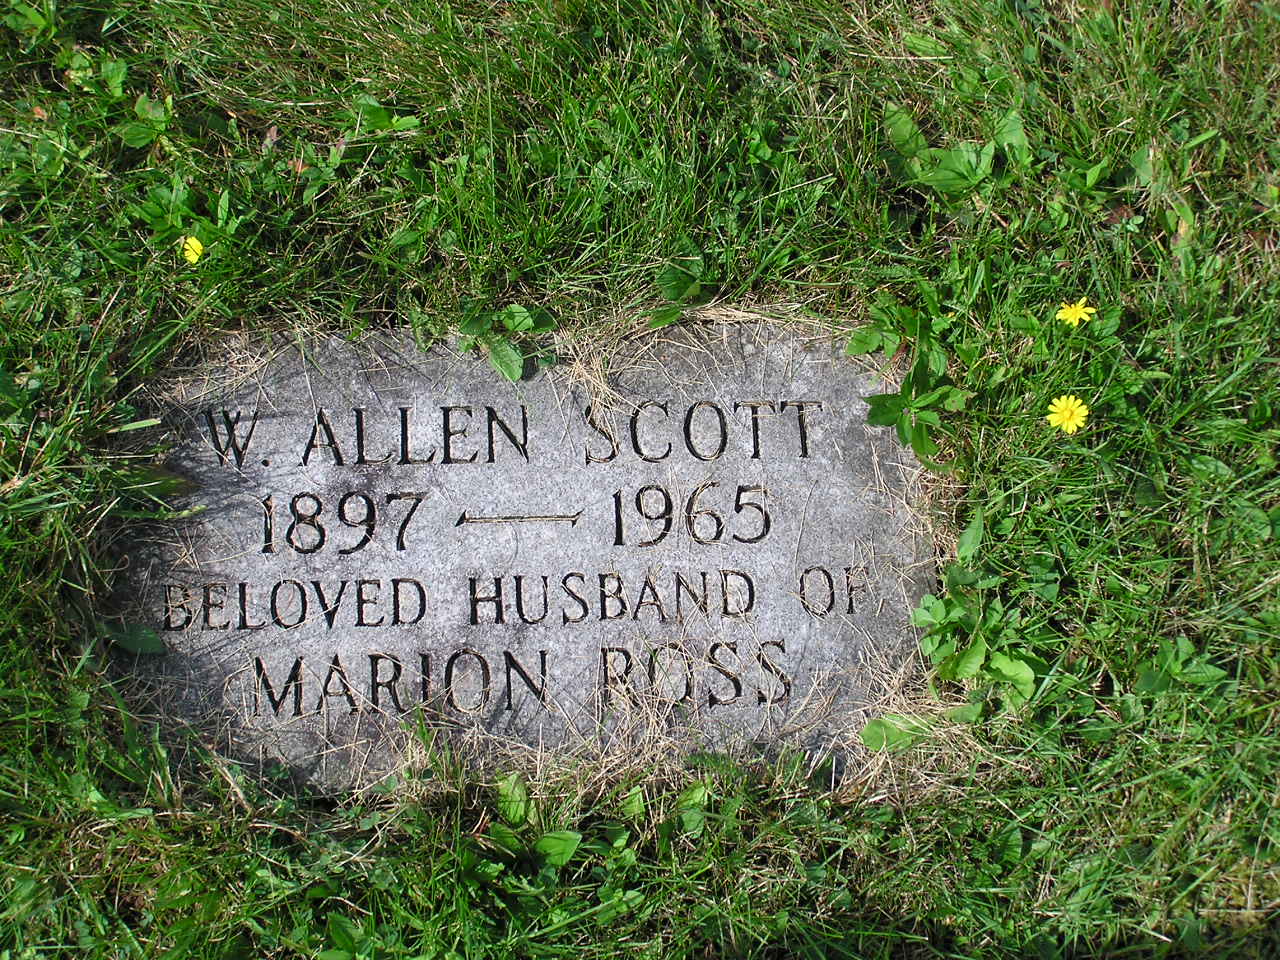 W. ALLEN SCOTT
1897 — 1965
BELOVED HUSBAND OF
MARION ROSS